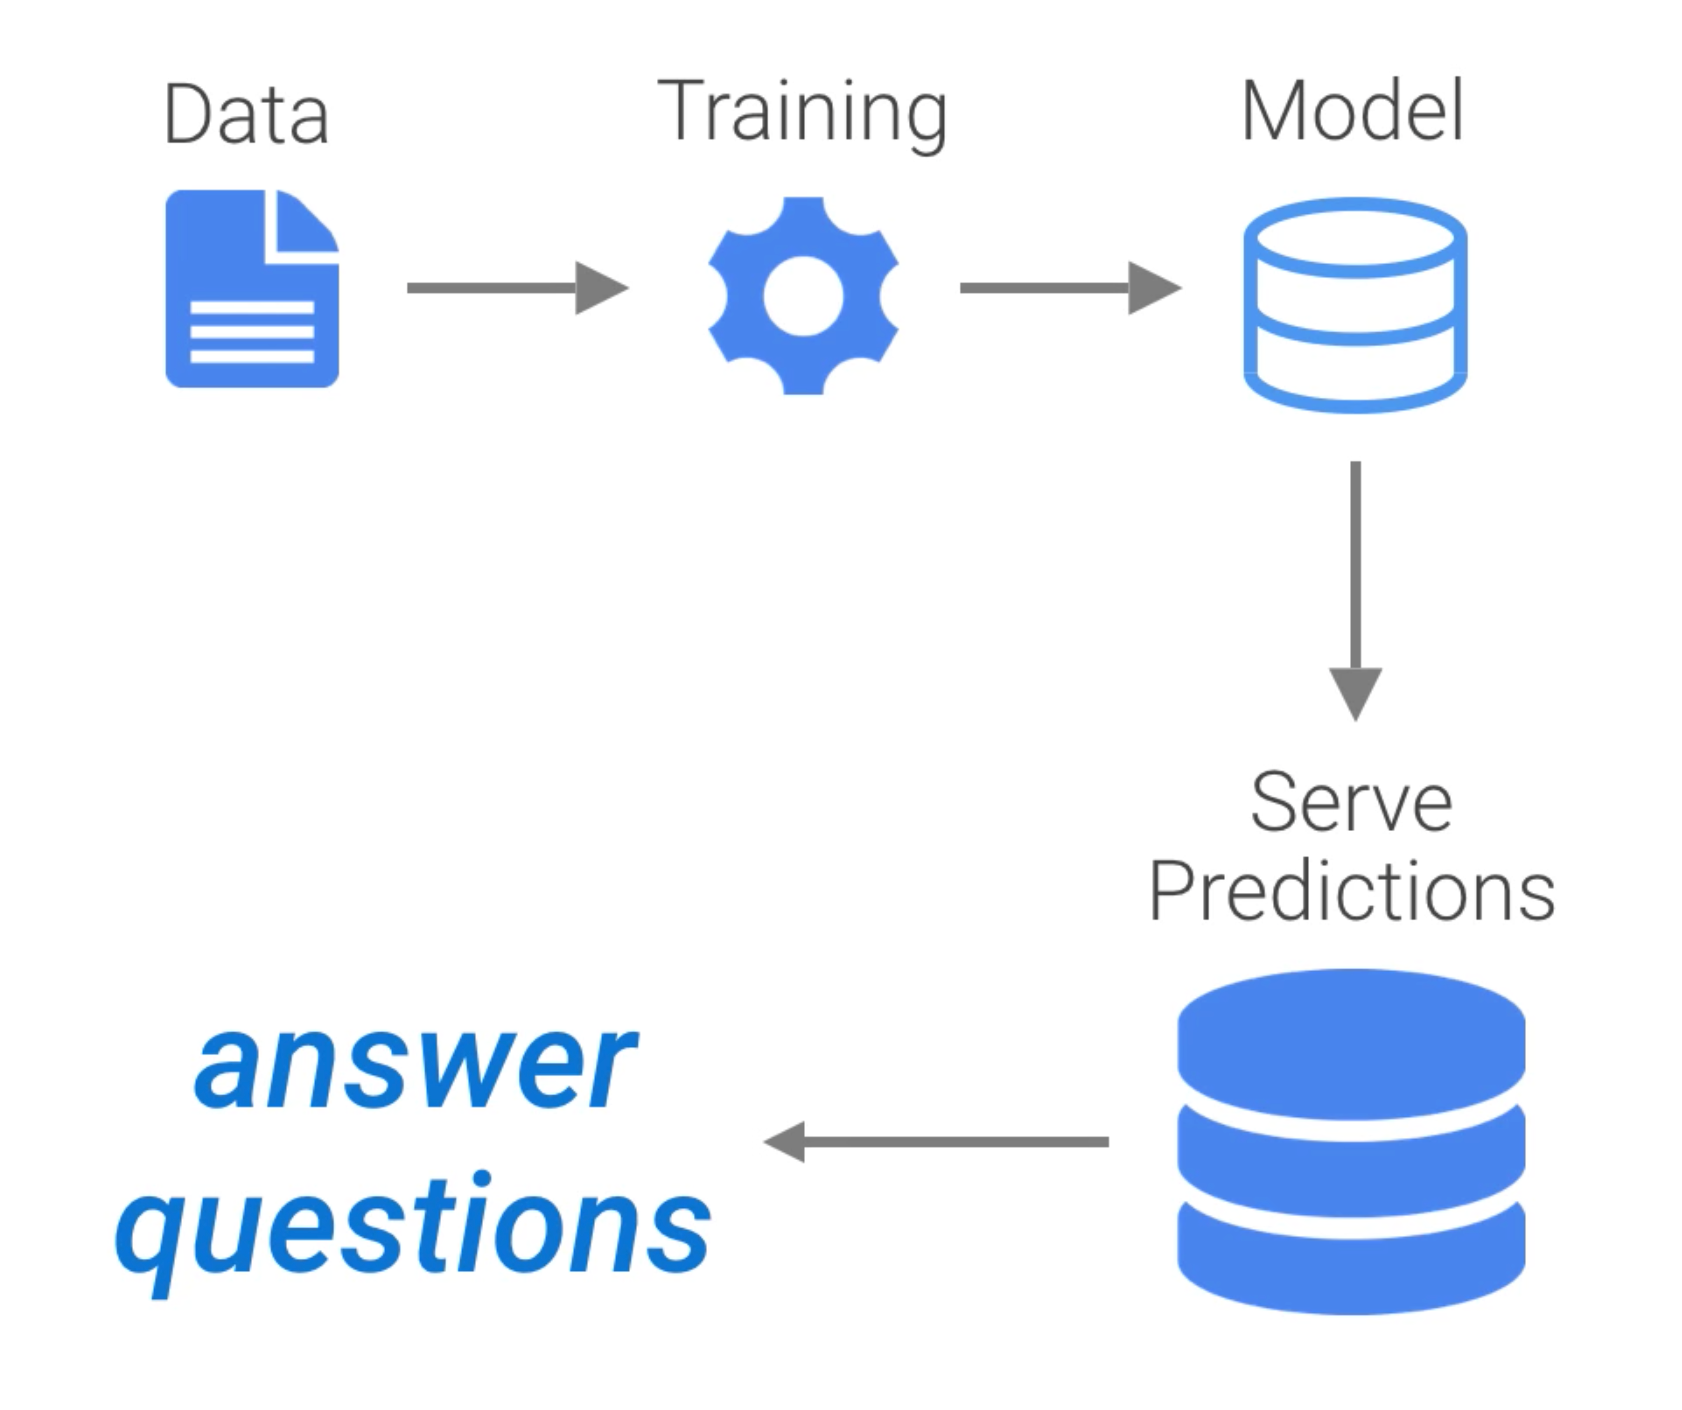 Data
Training
Model
Serve
Predictions
answer
questions